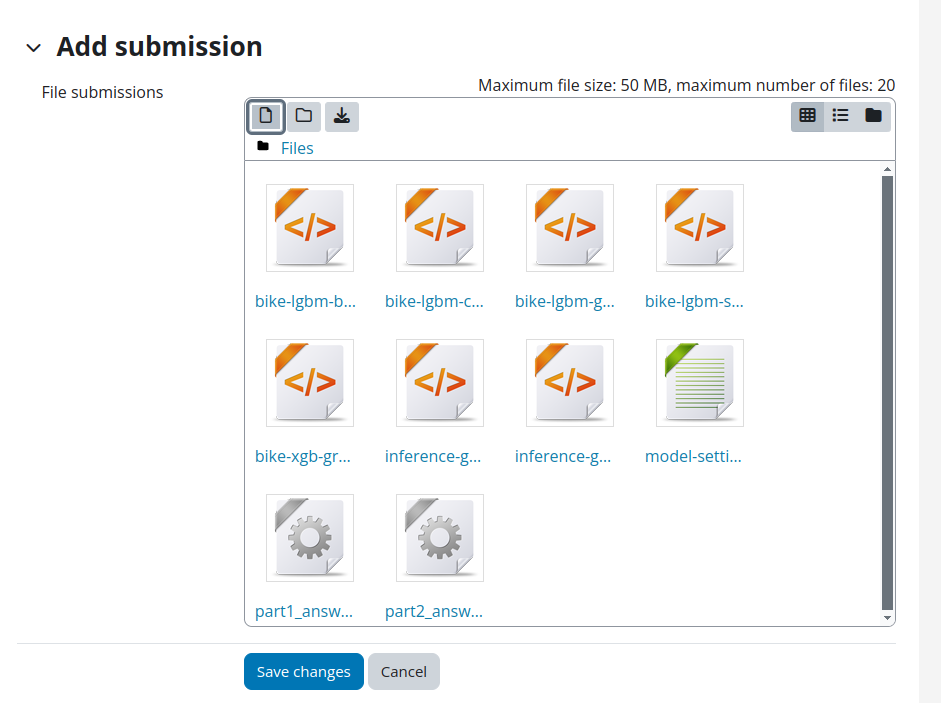 Add submission
File submissions
Maximum file size: 50 MB, maximum number of files: 20
Files
bike-lgbm-b... bike-lgbm-c... bike-lgbm-g... bike-lgbm-s...
bike-xgb-gr... inference-g... inference-g... model-setti...
part1_answ... part2_answ...
Save changes Cancel